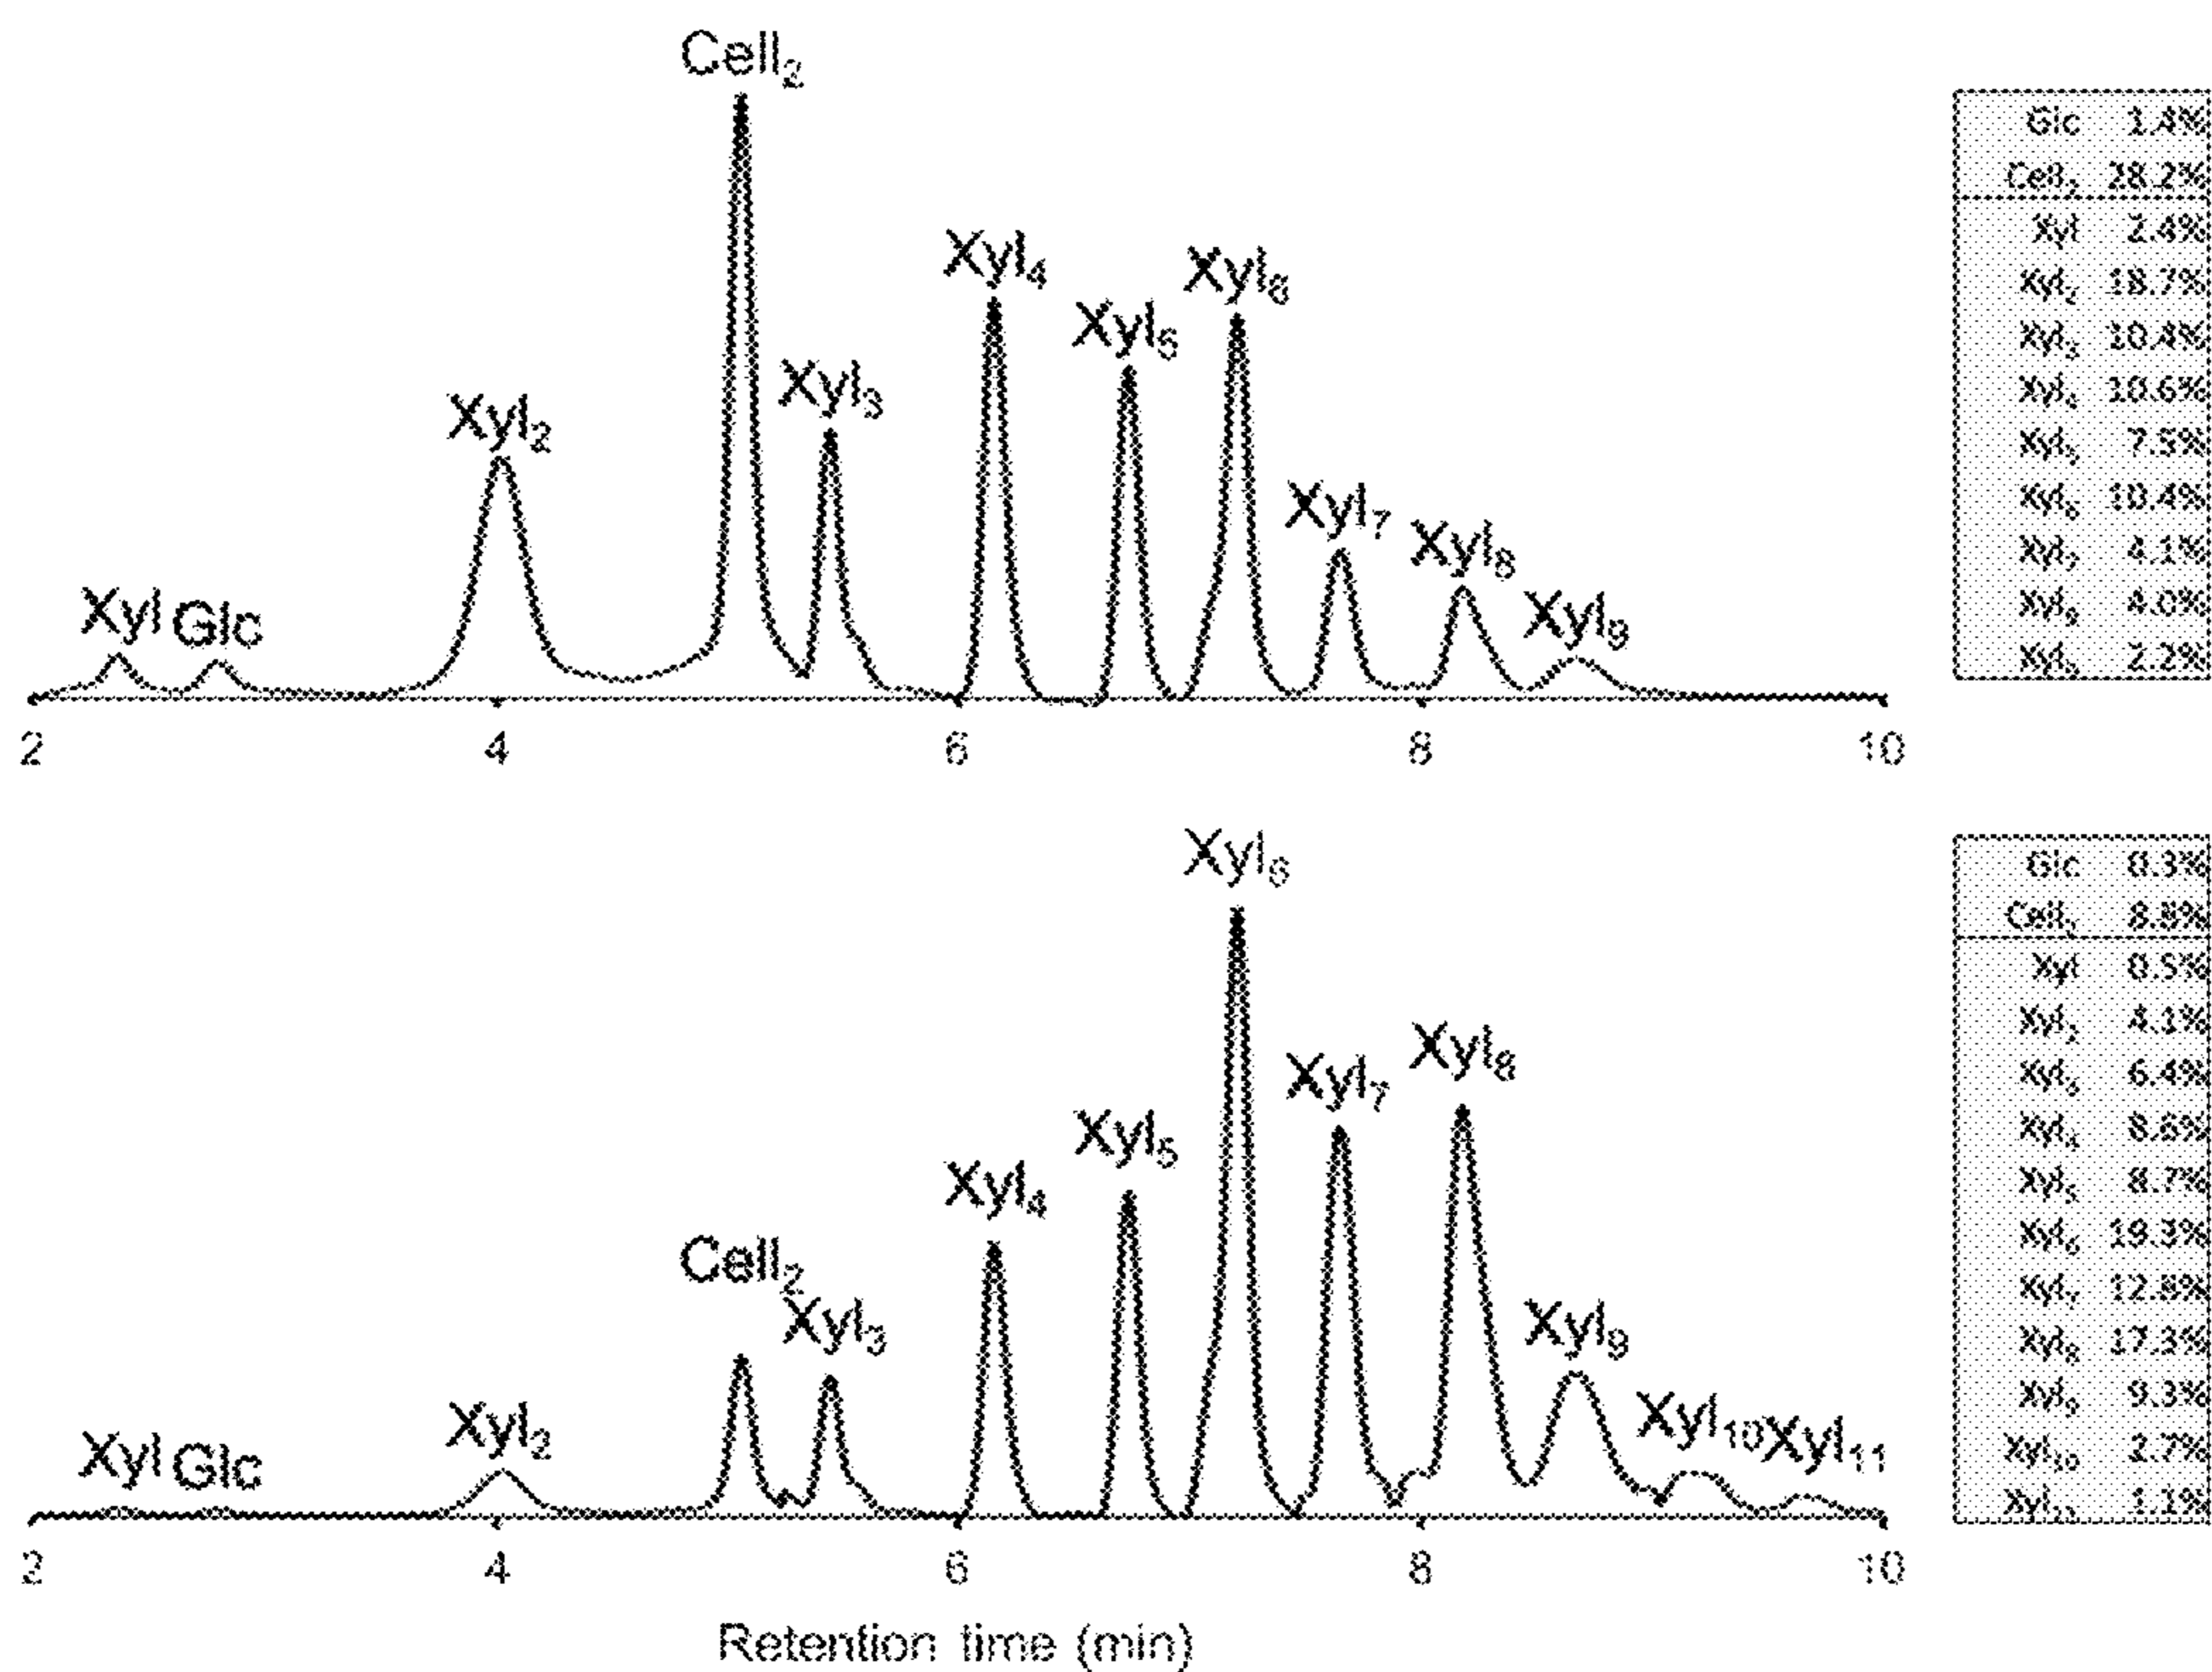 Cell₂
Xyl₄
Xyl₆
Xyl₅
Xyl₃
Xyl₂
Xyl₇
Xyl₈
Xyl₉
Xyl Glc
2 4 6 8 10
Glc 1.4%
Cell₂ 28.2%
Xyl 2.4%
Xyl₂ 18.7%
Xyl₃ 10.4%
Xyl₄ 10.6%
Xyl₅ 7.5%
Xyl₆ 10.4%
Xyl₇ 4.1%
Xyl₈ 4.0%
Xyl₉ 2.2%
Xyl₆
Xyl₈
Xyl₇
Xyl₅
Xyl₄
Cell₂
Xyl₃
Xyl₉
Xyl₂
Xyl₁₀ Xyl₁₁
Xyl Glc
2 4 6 8 10
Retention time (min)
Glc 0.3%
Cell₂ 8.8%
Xyl 0.5%
Xyl₂ 4.1%
Xyl₃ 6.4%
Xyl₄ 8.6%
Xyl₅ 8.7%
Xyl₆ 19.3%
Xyl₇ 12.8%
Xyl₈ 17.3%
Xyl₉ 9.3%
Xyl₁₀ 2.7%
Xyl₁₁ 1.1%